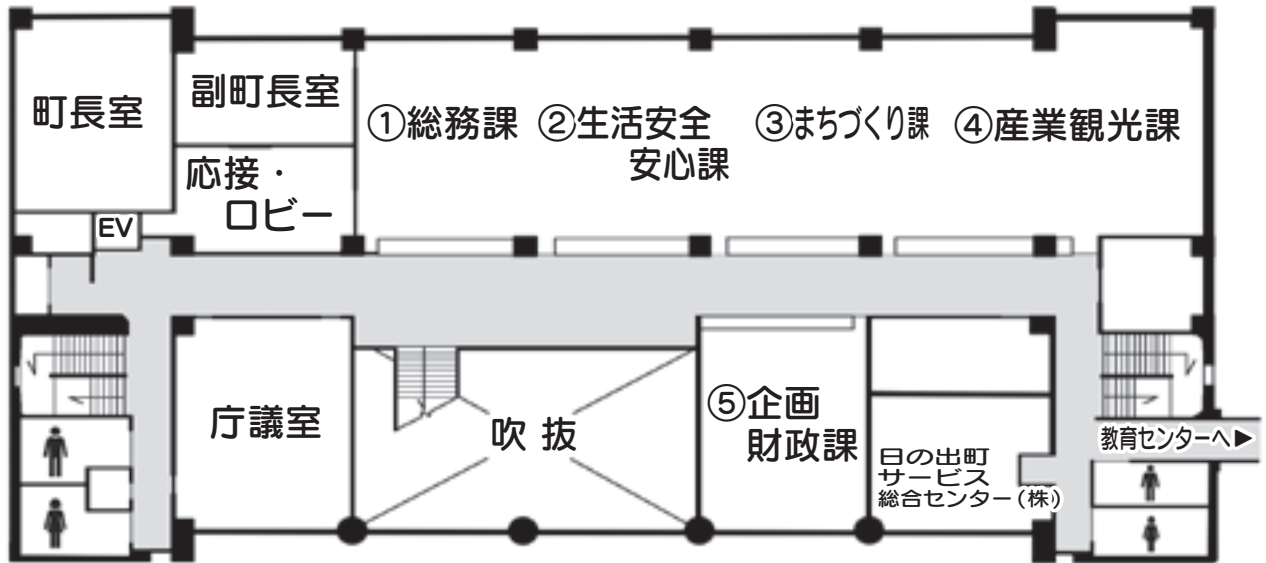 町長室
副町長室
応接・
ロビー
EV
①総務課
②生活安全
安心課
③まちづくり課
④産業観光課
庁議室
吹 抜
⑤企画
財政課
日の出町
サービス
総合センター(株)
教育センターへ▶